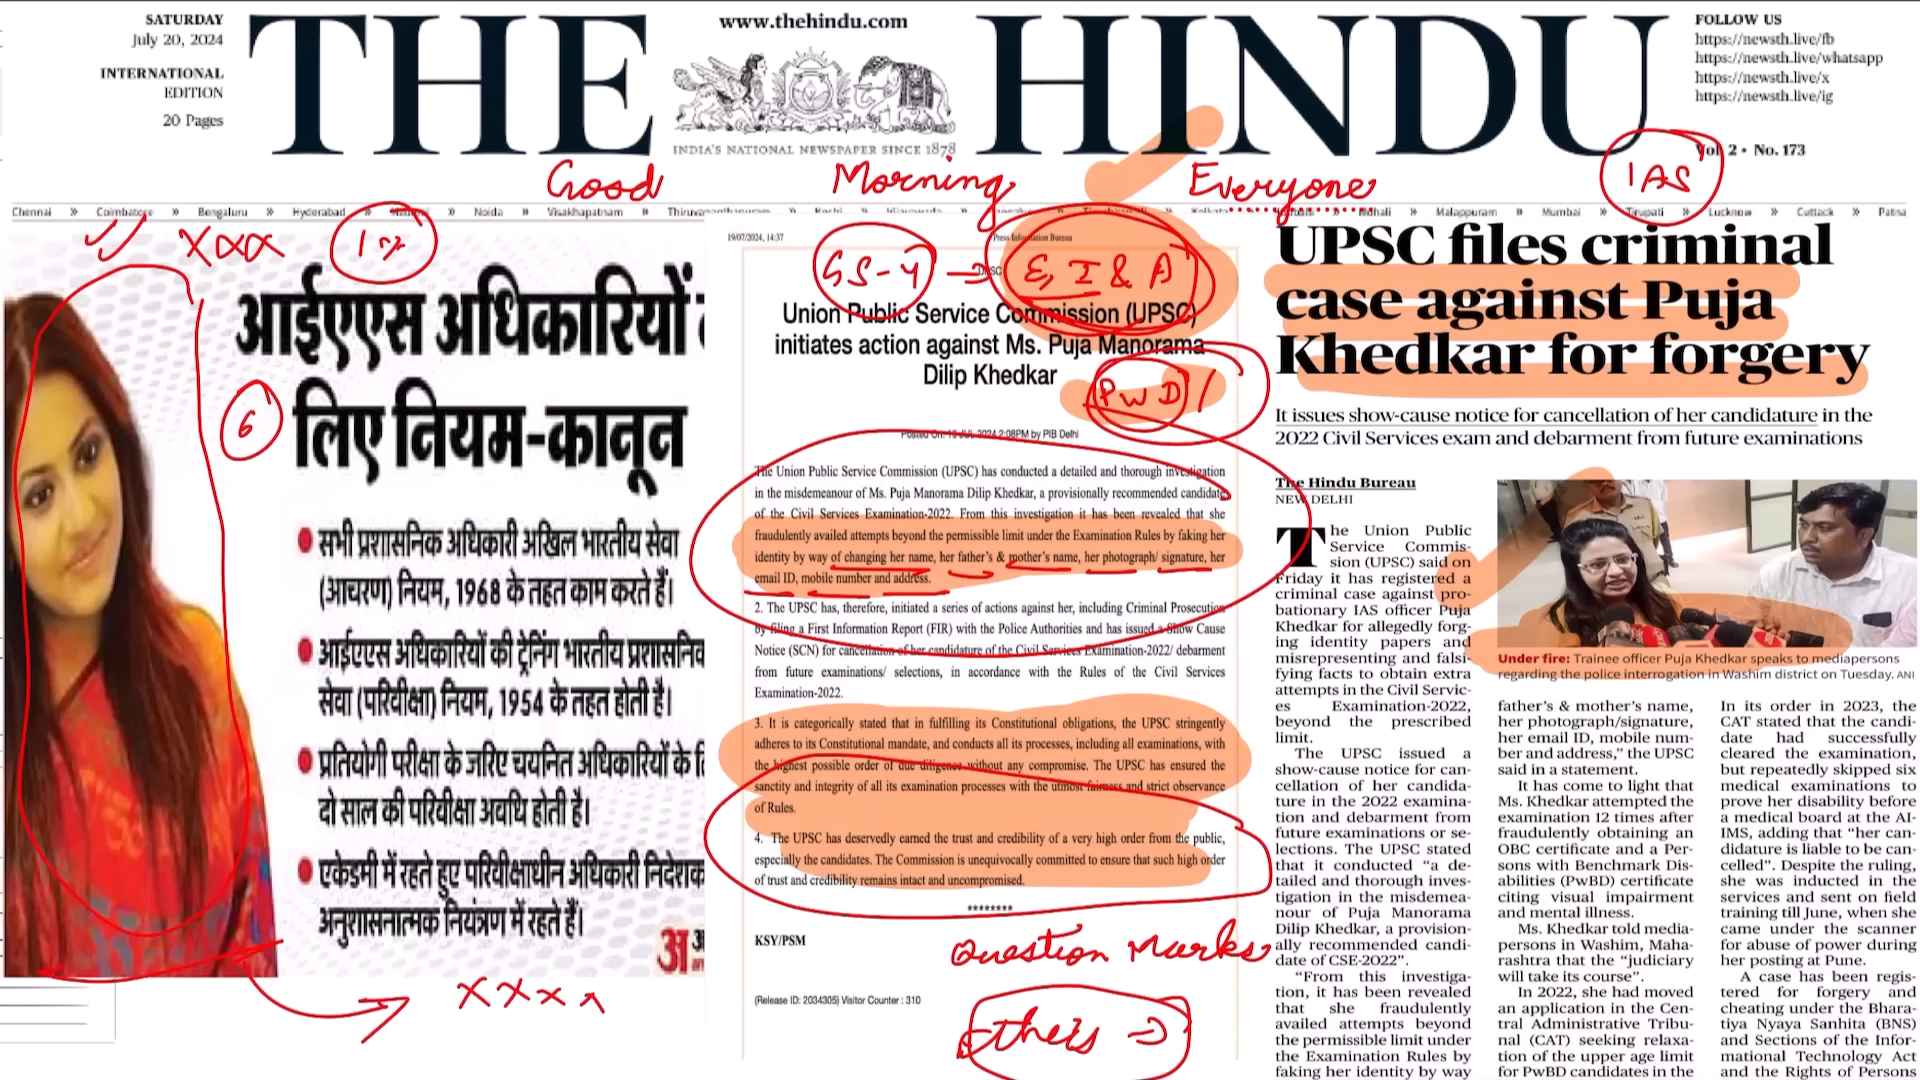 SATURDAY
July 20, 2024
INTERNATIONAL
EDITION
20 Pages
THE HINDU
www.thehindu.com
INDIA'S NATIONAL NEWSPAPER SINCE 1878
FOLLOW US
https://newsth.live/fb
https://newsth.live/whatsapp
https://newsth.live/x
https://newsth.live/ig
Vol. 2 • No. 173
IAS
Good Morning Everyone
Chennai » Coimbatore » Bengaluru » Hyderabad » » Noida » Visakhapatnam » » Mohali » Malappuram » Mumbai » Tirupati » Lucknow » Cuttack » Patna
xxx
आईएएस अधिकारियों
6
लिए नियम-कानून
सभी प्रशासनिक अधिकारी अखिल भारतीय सेवा
(आचरण) नियम, 1968 के तहत काम करते हैं।
आईएएस अधिकारियों की ट्रेनिंग भारतीय प्रशासनिक
सेवा (परिवीक्षा) नियम, 1954 के तहत होती है।
प्रतियोगी परीक्षा के जरिए चयनित अधिकारियों के
दो साल की परिवीक्षा अवधि होती है।
एकेडमी में रहते हुए परिवीक्षाधीन अधिकारी निदेशक
अनुशासनात्मक नियंत्रण में रहते हैं।
अ
19/07/2024, 14:37
Press Information Bureau
GS-4 → E, I & A
Union Public Service Commission (UPSC)
initiates action against Ms. Puja Manorama
Dilip Khedkar
PWD
Posted On: 19 JUL 2024 2:08PM by PIB Delhi
The Union Public Service Commission (UPSC) has conducted a detailed and thorough investigation
in the misdemeanour of Ms. Puja Manorama Dilip Khedkar, a provisionally recommended candidate
of the Civil Services Examination-2022. From this investigation it has been revealed that she
fraudulently availed attempts beyond the permissible limit under the Examination Rules by faking her
identity by way of changing her name, her father's & mother's name, her photograph/ signature, her
email ID, mobile number and address.
2. The UPSC has, therefore, initiated a series of actions against her, including Criminal Prosecution
by filing a First Information Report (FIR) with the Police Authorities and has issued a Show Cause
Notice (SCN) for cancellation of her candidature of the Civil Services Examination-2022/ debarment
from future examinations/ selections, in accordance with the Rules of the Civil Services
Examination-2022.
3. It is categorically stated that in fulfilling its Constitutional obligations, the UPSC stringently
adheres to its Constitutional mandate, and conducts all its processes, including all examinations, with
the highest possible order of due diligence without any compromise. The UPSC has ensured the
sanctity and integrity of all its examination processes with the utmost fairness and strict observance
of Rules.
4. The UPSC has deservedly earned the trust and credibility of a very high order from the public,
especially the candidates. The Commission is unequivocally committed to ensure that such high order
of trust and credibility remains intact and uncompromised.
********
KSY/PSM
Question Marks
(Release ID: 2034305) Visitor Counter : 310
xxxx
UPSC files criminal
case against Puja
Khedkar for forgery
It issues show-cause notice for cancellation of her candidature in the
2022 Civil Services exam and debarment from future examinations
The Hindu Bureau
NEW DELHI
The Union Public
Service Commis-
sion (UPSC) said on
Friday it has registered a
criminal case against pro-
bationary IAS officer Puja
Khedkar for allegedly forg-
ing identity papers and
misrepresenting and falsi-
fying facts to obtain extra
attempts in the Civil Servic-
es Examination-2022,
beyond the prescribed
limit.
The UPSC issued a
show-cause notice for can-
cellation of her candida-
ture in the 2022 examina-
tion and debarment from
future examinations or se-
lections. The UPSC stated
that it conducted “a de-
tailed and thorough inves-
tigation in the misdemea-
nour of Puja Manorama
Dilip Khedkar, a provision-
ally recommended candi-
date of CSE-2022”.
“From this investiga-
tion, it has been revealed
that she fraudulently
availed attempts beyond
the permissible limit under
the Examination Rules by
faking her identity by way
Under fire: Trainee officer Puja Khedkar speaks to mediapersons
regarding the police interrogation in Washim district on Tuesday. ANI
father's & mother's name,
her photograph/signature,
her email ID, mobile num-
ber and address,” the UPSC
said in a statement.
It has come to light that
Ms. Khedkar attempted the
examination 12 times after
fraudulently obtaining an
OBC certificate and a Per-
sons with Benchmark Dis-
abilities (PwBD) certificate
citing visual impairment
and mental illness.
Ms. Khedkar told media-
persons in Washim, Maha-
rashtra that the “judiciary
will take its course”.
In 2022, she had moved
an application in the Cen-
tral Administrative Tribu-
nal (CAT) seeking relaxa-
tion of the upper age limit
for PwBD candidates in the
In its order in 2023, the
CAT stated that the candi-
date had successfully
cleared the examination,
but repeatedly skipped six
medical examinations to
prove her disability before
a medical board at the AI-
IMS, adding that “her can-
didature is liable to be can-
celled”. Despite the ruling,
she was inducted in the
services and sent on field
training till June, when she
came under the scanner
for abuse of power during
her posting at Pune.
A case has been regis-
tered for forgery and
cheating under the Bhara-
tiya Nyaya Sanhita (BNS)
and Sections of the Infor-
mational Technology Act
and the Rights of Persons